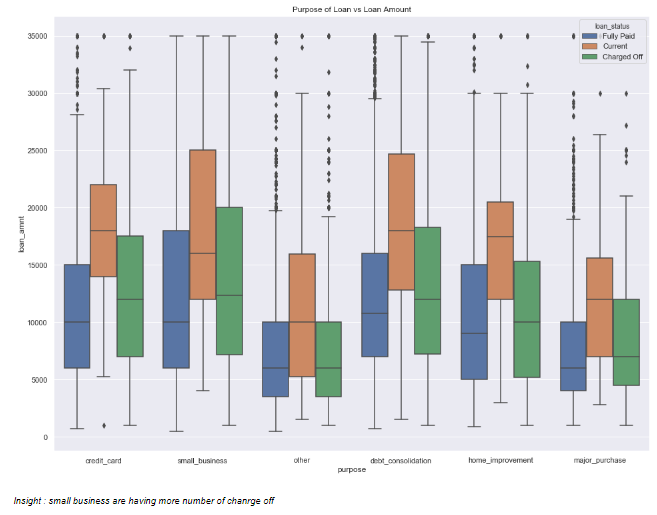 Purpose of Loan vs Loan Amount
loan_status
Fully Paid
Current
Charged Off
35000
30000
25000
20000
15000
10000
5000
0
loan_amnt
credit_card
small_business
other
debt_consolidation
home_improvement
major_purchase
purpose
Insight : small business are having more number of chanrge off